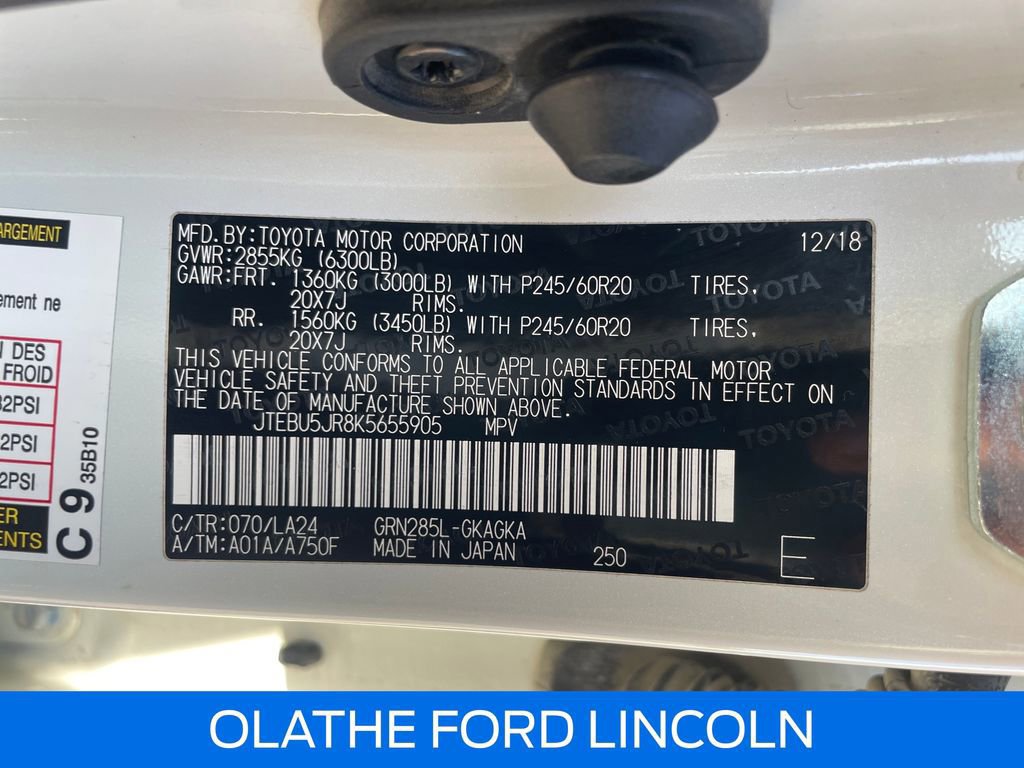 ARGEMENT
ement ne
N DES
FROID
32PSI
2PSI
2PSI
ER
ENTS
C 9 35B10
MFD.BY:TOYOTA MOTOR CORPORATION 12/18
GVWR:2855KG (6300LB)
GAWR:FRT. 1360KG (3000LB) WITH P245/60R20 TIRES,
20X7J RIMS.
RR. 1560KG (3450LB) WITH P245/60R20 TIRES,
20X7J RIMS.
THIS VEHICLE CONFORMS TO ALL APPLICABLE FEDERAL MOTOR
VEHICLE SAFETY AND THEFT PREVENTION STANDARDS IN EFFECT ON
THE DATE OF MANUFACTURE SHOWN ABOVE.
JTEBU5JR8K5655905 MPV
C/TR:070/LA24 GRN285L-GKAGKA
A/TM:A01A/A750F MADE IN JAPAN 250 E
OLATHE FORD LINCOLN